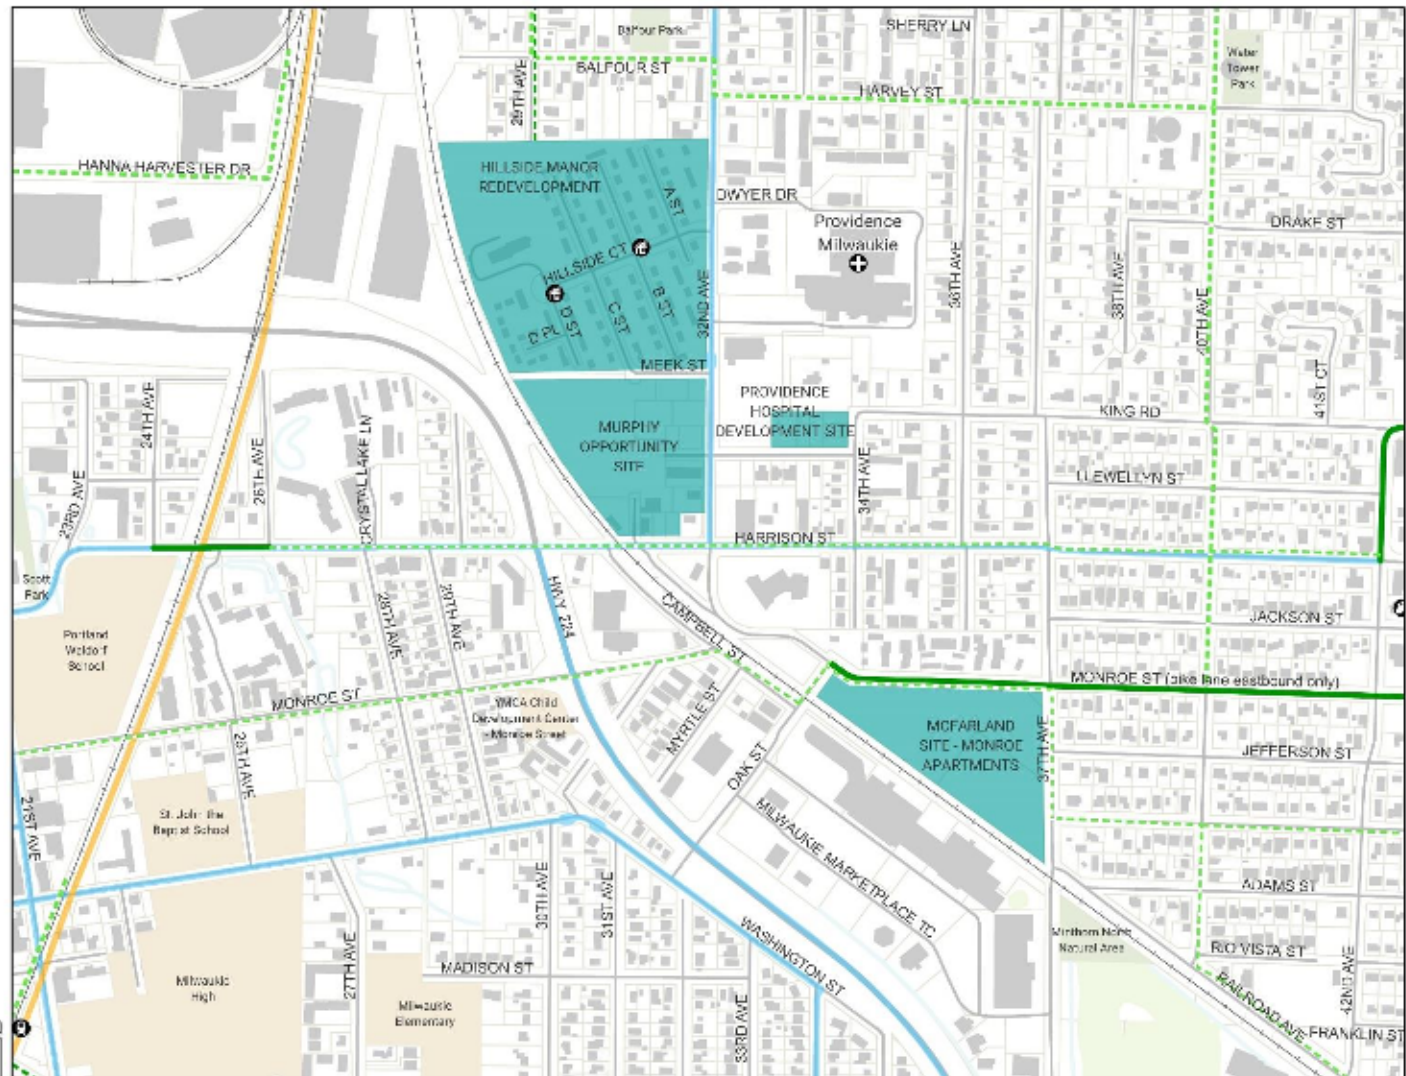 SHERRY LN
Balfour Park
Water
Tower
Park
BALFOUR ST
29TH AVE
HARVEY ST
HANNA HARVESTER DR
HILLSIDE MANOR
REDEVELOPMENT
A ST
DWYER DR
Providence
Milwaukie
DRAKE ST
36TH AVE
38TH AVE
40TH AVE
HILLSIDE CT
B ST
C ST
D ST
D PL
32ND AVE
MEEK ST
24TH AVE
26TH AVE
CRYSTAL LAKE LN
MURPHY
OPPORTUNITY
SITE
PROVIDENCE
HOSPITAL
DEVELOPMENT SITE
KING RD
41ST CT
LLEWELLYN ST
34TH AVE
23RD AVE
HARRISON ST
Scott
Park
HWY 224
28TH AVE
29TH AVE
CAMPBELL ST
JACKSON ST
Portland
Waldorf
School
MONROE ST
MONROE ST (bike lane eastbound only)
YMCA Child
Development Center
- Monroe Street
MYRTLE ST
MCFARLAND
SITE - MONROE
APARTMENTS
37TH AVE
JEFFERSON ST
25TH AVE
OAK ST
21ST AVE
St. John the
Baptist School
MILWAUKIE MARKETPLACE TC
30TH AVE
31ST AVE
ADAMS ST
WASHINGTON ST
Minthorn North
Natural Area
RIO VISTA ST
27TH AVE
MADISON ST
Milwaukie
High
Milwaukie
Elementary
33RD AVE
RAILROAD AVE
42ND AVE
FRANKLIN ST